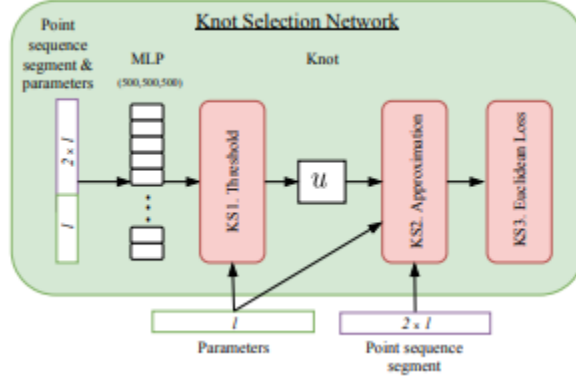 Knot Selection Network
Point
sequence
segment &
parameters
MLP
(500,500,500)
Knot
2 × l
l
KS1. Threshold
u
KS2. Approximation
KS3. Euclidean Loss
l
Parameters
2 × l
Point sequence
segment